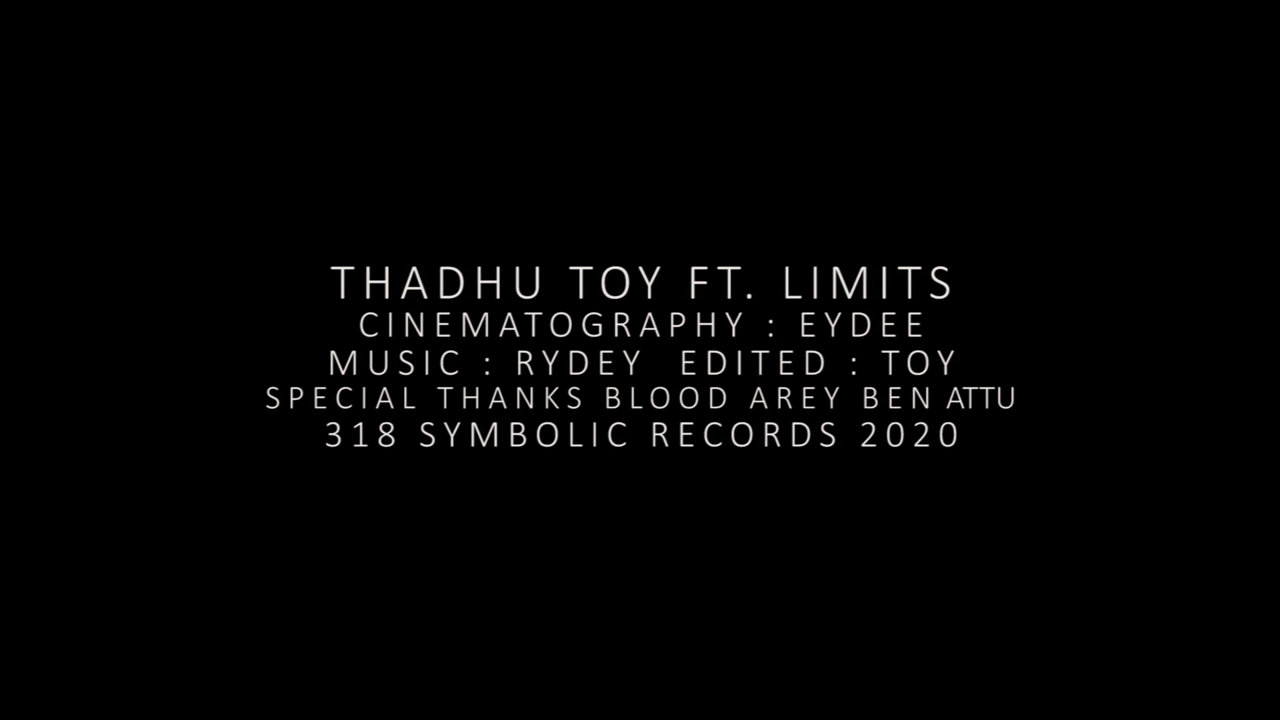 THADHU TOY FT. LIMITS
CINEMATOGRAPHY : EYDEE
MUSIC : RYDEY EDITED : TOY
SPECIAL THANKS BLOOD AREY BEN ATTU
318 SYMBOLIC RECORDS 2020